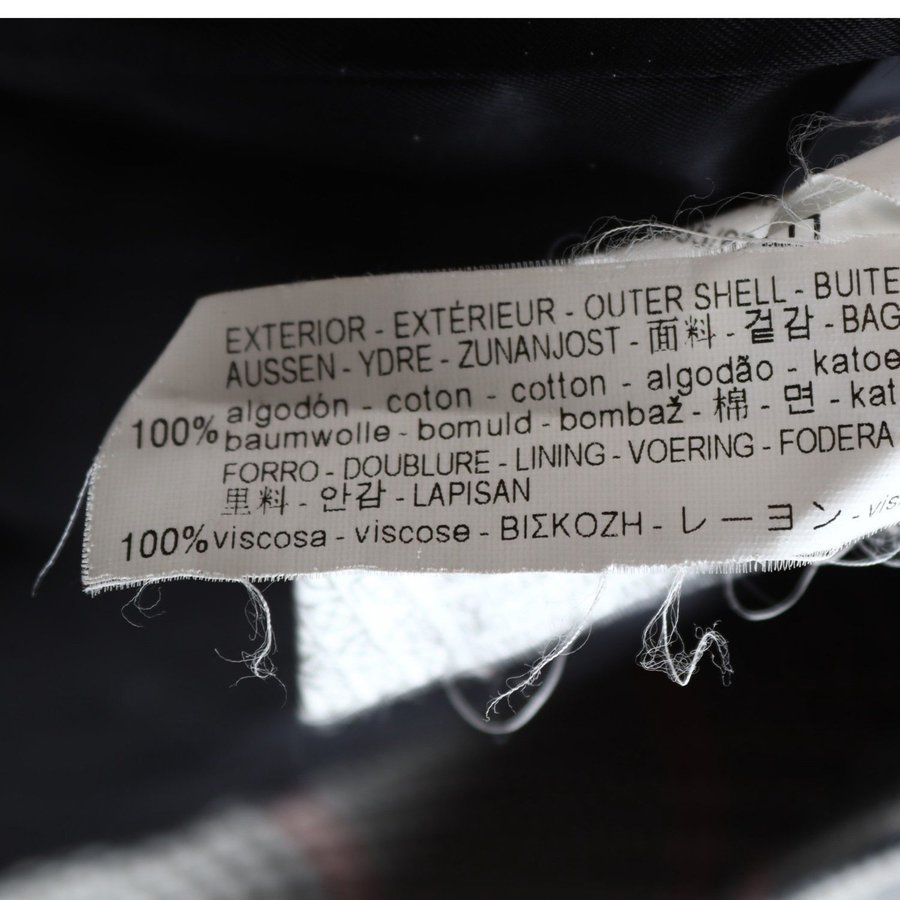 EXTERIOR - EXTÉRIEUR - OUTER SHELL - BUITE
AUSSEN - YDRE - ZUNANJOST - 面料 - 겉감 - BAG
100% algodón - coton - cotton - algodão - katoe
baumwolle - bomuld - bombaž - 棉 - 면 - kat
FORRO - DOUBLURE - LINING - VOERING - FODERA
里料 - 안감 - LAPISAN
100% viscosa - viscose - ΒΙΣΚΟΖΗ - レーヨン - vis